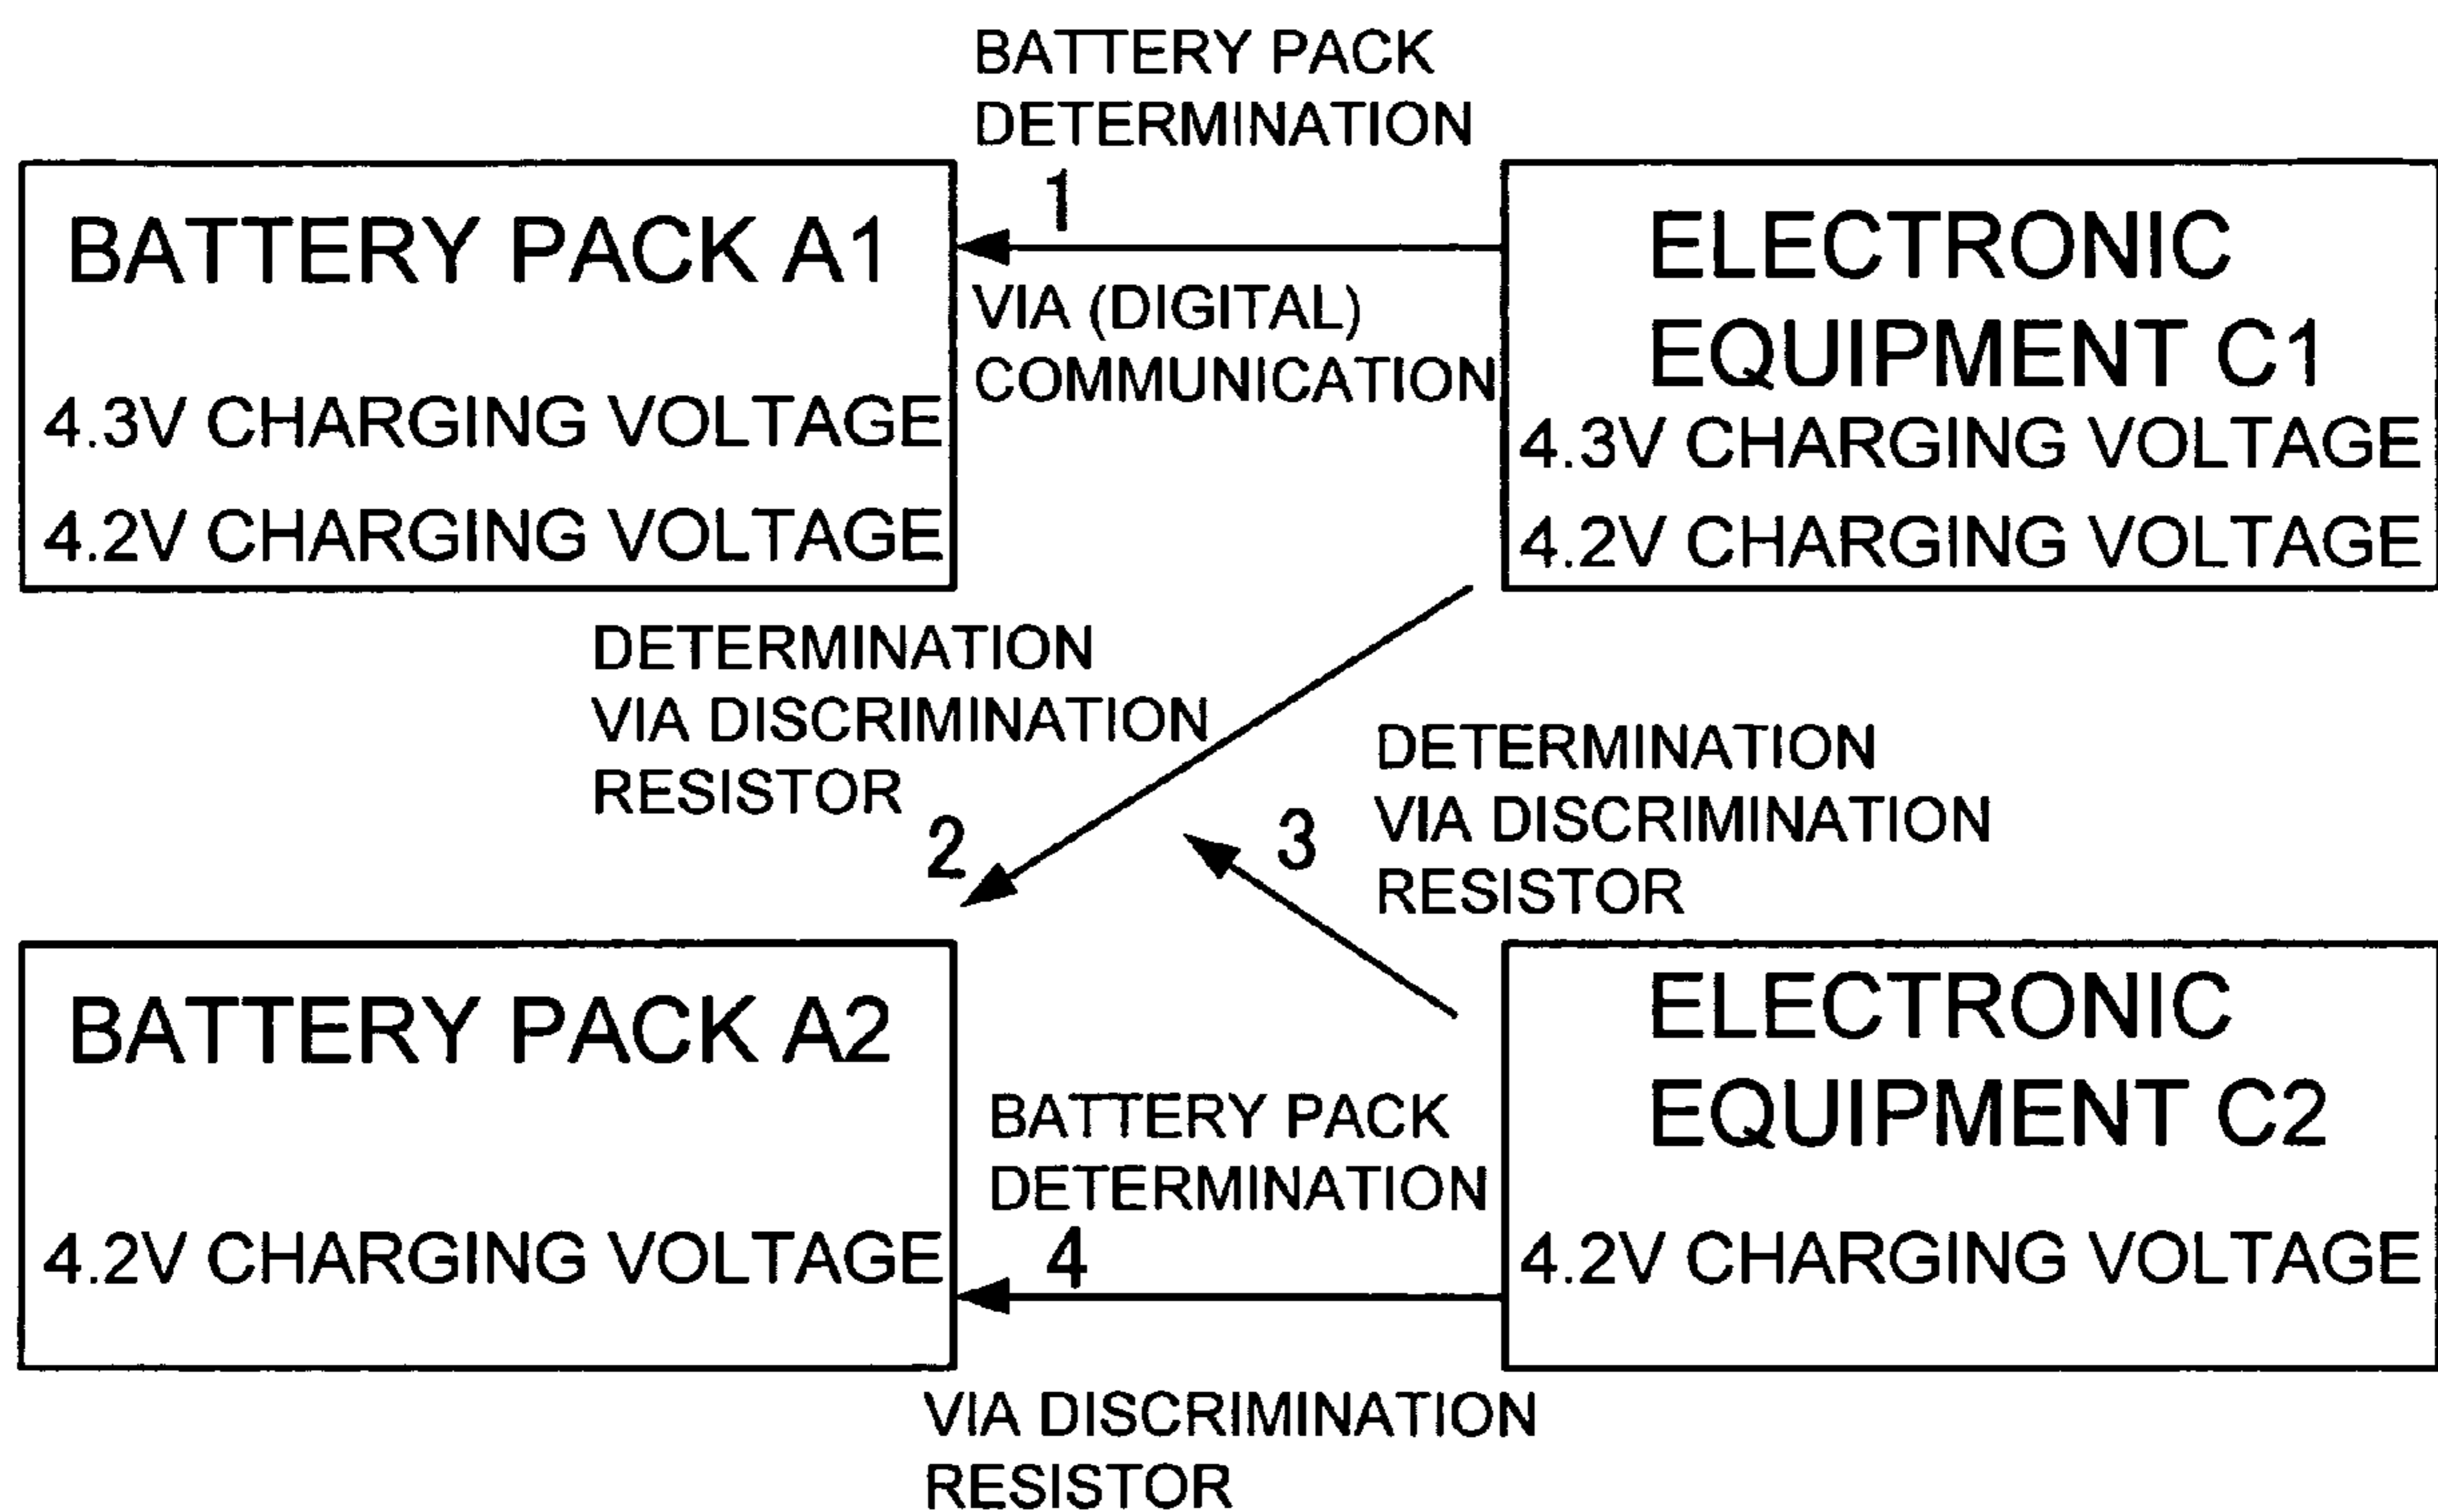 BATTERY PACK
DETERMINATION
1
BATTERY PACK A1
4.3V CHARGING VOLTAGE
4.2V CHARGING VOLTAGE
VIA (DIGITAL)
COMMUNICATION
ELECTRONIC
EQUIPMENT C1
4.3V CHARGING VOLTAGE
4.2V CHARGING VOLTAGE
DETERMINATION
VIA DISCRIMINATION
RESISTOR
2
3
DETERMINATION
VIA DISCRIMINATION
RESISTOR
BATTERY PACK A2
4.2V CHARGING VOLTAGE
BATTERY PACK
DETERMINATION
4
ELECTRONIC
EQUIPMENT C2
4.2V CHARGING VOLTAGE
VIA DISCRIMINATION
RESISTOR